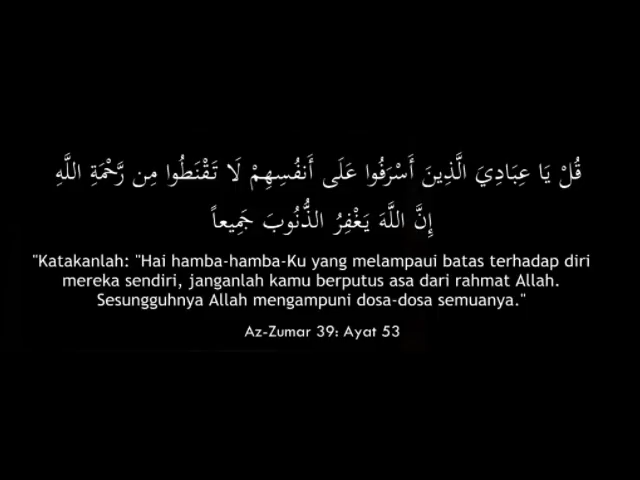 قُلْ يَا عِبَادِيَ الَّذِينَ أَسْرَفُوا عَلَى أَنفُسِهِمْ لَا تَقْنَطُوا مِن رَّحْمَةِ اللَّهِ
إِنَّ اللَّهَ يَغْفِرُ الذُّنُوبَ جَمِيعاً
"Katakanlah: "Hai hamba-hamba-Ku yang melampaui batas terhadap diri
mereka sendiri, janganlah kamu berputus asa dari rahmat Allah.
Sesungguhnya Allah mengampuni dosa-dosa semuanya."
Az-Zumar 39: Ayat 53